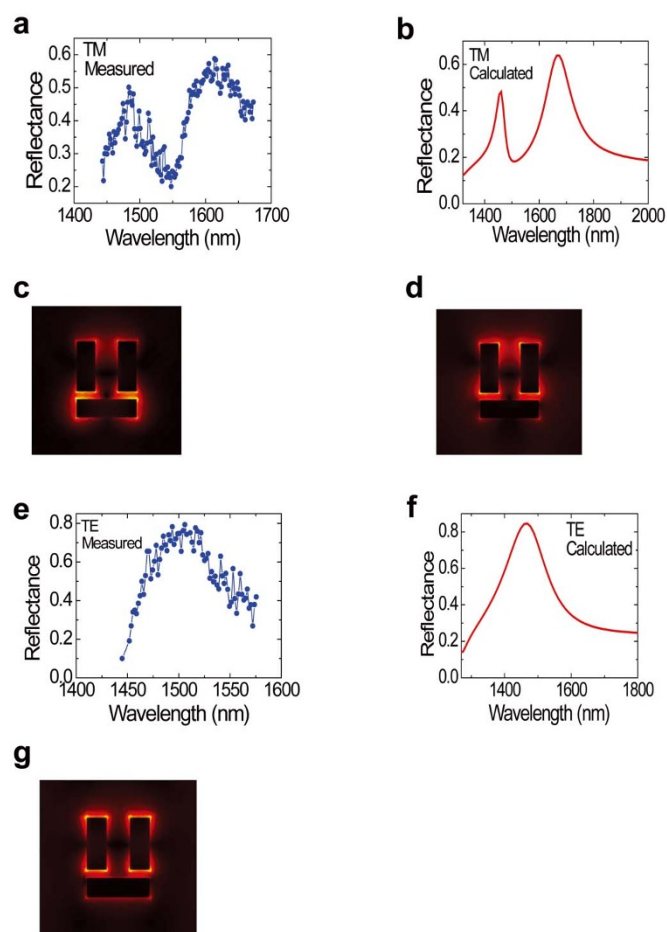 a
TM
Measured
0.6
0.5
0.4
0.3
0.2
Reflectance
1400 1500 1600 1700
Wavelength (nm)
b
TM
Calculated
0.6
0.4
0.2
0.0
Reflectance
1400 1600 1800 2000
Wavelength (nm)
c
d
e
TE
Measured
0.8
0.6
0.4
0.2
0.0
Reflectance
1400 1450 1500 1550 1600
Wavelength (nm)
f
TE
Calculated
0.8
0.6
0.4
0.2
0.0
Reflectance
1400 1600 1800
Wavelength (nm)
g